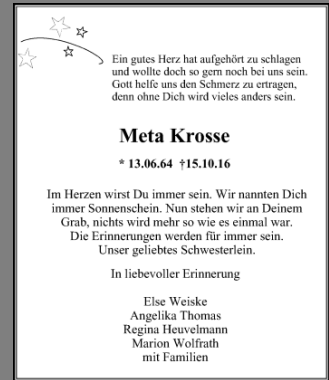 Ein gutes Herz hat aufgehört zu schlagen
und wollte doch so gern noch bei uns sein.
Gott helfe uns den Schmerz zu ertragen,
denn ohne Dich wird vieles anders sein.
Meta Krosse
* 13.06.64 †15.10.16
Im Herzen wirst Du immer sein. Wir nannten Dich
immer Sonnenschein. Nun stehen wir an Deinem
Grab, nichts wird mehr so wie es einmal war.
Die Erinnerungen werden für immer sein.
Unser geliebtes Schwesterlein.
In liebevoller Erinnerung
Else Weiske
Angelika Thomas
Regina Heuvelmann
Marion Wolfrath
mit Familien